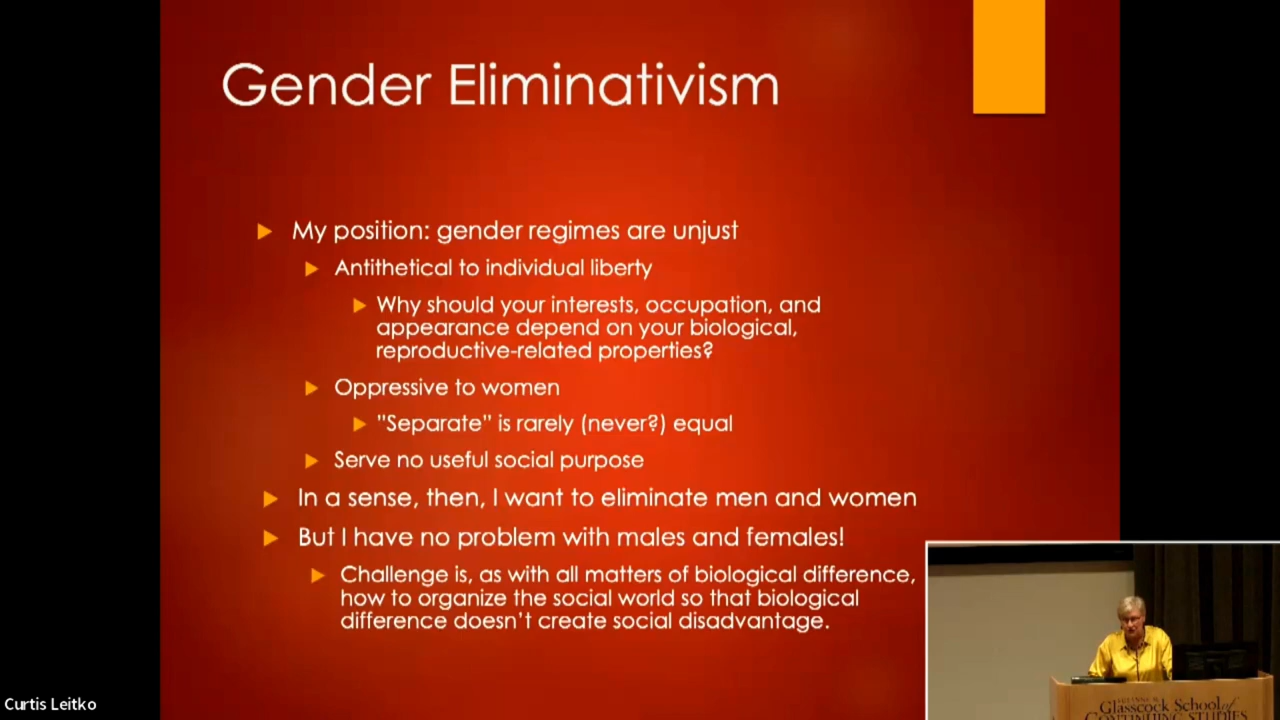 Gender Eliminativism
My position: gender regimes are unjust
Antithetical to individual liberty
Why should your interests, occupation, and
appearance depend on your biological,
reproductive-related properties?
Oppressive to women
"Separate" is rarely (never?) equal
Serve no useful social purpose
In a sense, then, I want to eliminate men and women
But I have no problem with males and females!
Challenge is, as with all matters of biological difference,
how to organize the social world so that biological
difference doesn't create social disadvantage.
Curtis Leitko
Glasscock School of
CONTINUING STUDIES